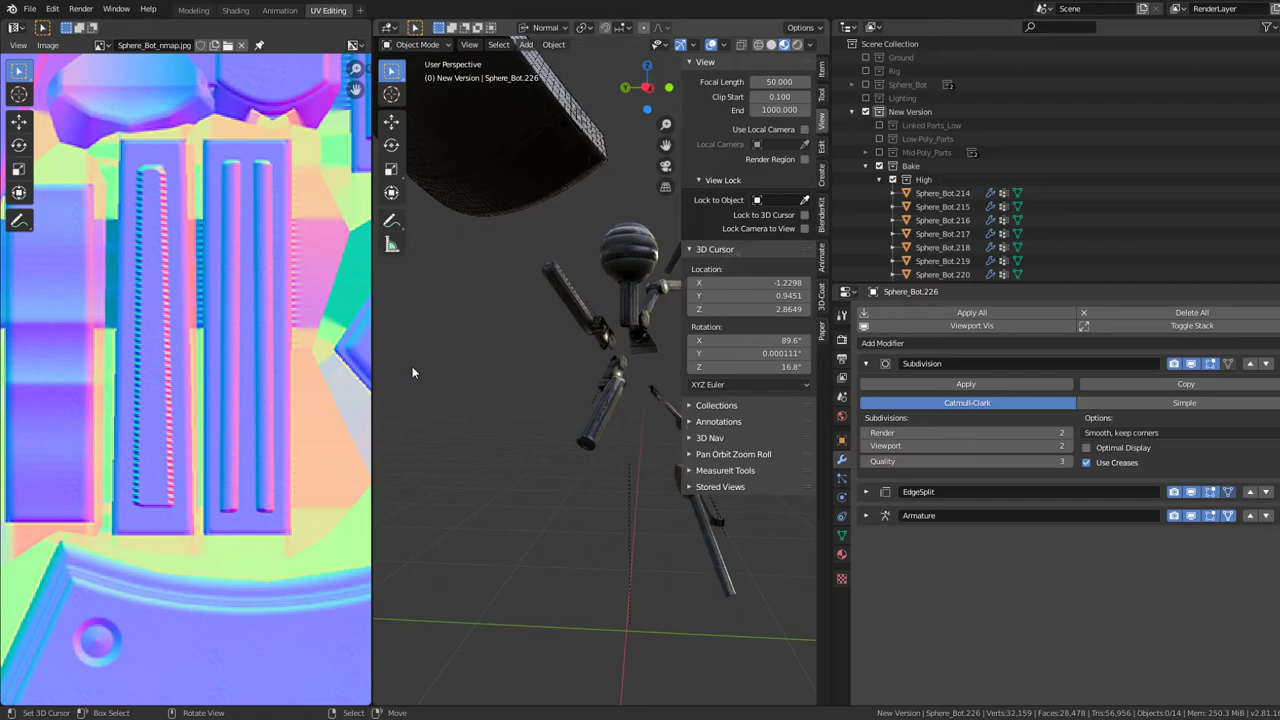 File Edit Render Window Help Modeling Shading Animation UV Editing + Scene RenderLayer
Normal Options
View Image Sphere_Bot_nmap.jpg Object Mode View Select Add Object
User Perspective
(0) New Version | Sphere_Bot.226
Z
Y
View
Focal Length 50.000
Clip Start 0.100
End 1000.000
Use Local Camera
Local Camera
Render Region
View Lock
Lock to Object
Lock to 3D Cursor
Lock Camera to View
3D Cursor
Location:
X -1.2298
Y 0.9451
Z 2.8649
Rotation:
X 89.6°
Y 0.000111°
Z 16.8°
XYZ Euler
Collections
Annotations
3D Nav
Pan Orbit Zoom Roll
MeasureIt Tools
Stored Views
Item
Tool
View
Edit
Create
BlenderKit
Animate
3D-Coat
Paper
Scene Collection
Ground
Rig
Sphere_Bot 2
Lighting
New Version
Linked Parts_Low
Low-Poly_Parts
Mid-Poly_Parts 2
Bake
High
Sphere_Bot.214
Sphere_Bot.215
Sphere_Bot.216
Sphere_Bot.217
Sphere_Bot.218
Sphere_Bot.219
Sphere_Bot.220
Sphere_Bot.226
Apply All Delete All
Viewport Vis Toggle Stack
Add Modifier
Subdivision
Apply Copy
Catmull-Clark Simple
Subdivisions: Options:
Render 2 Smooth, keep corners
Viewport 2 Optimal Display
Quality 3 Use Creases
EdgeSplit
Armature
Set 3D Cursor Box Select Rotate View Select Move New Version | Sphere_Bot.226 | Verts:32,159 | Faces:28,478 | Tris:56,956 | Objects:0/14 | Mem: 250.3 MiB | v2.81.16